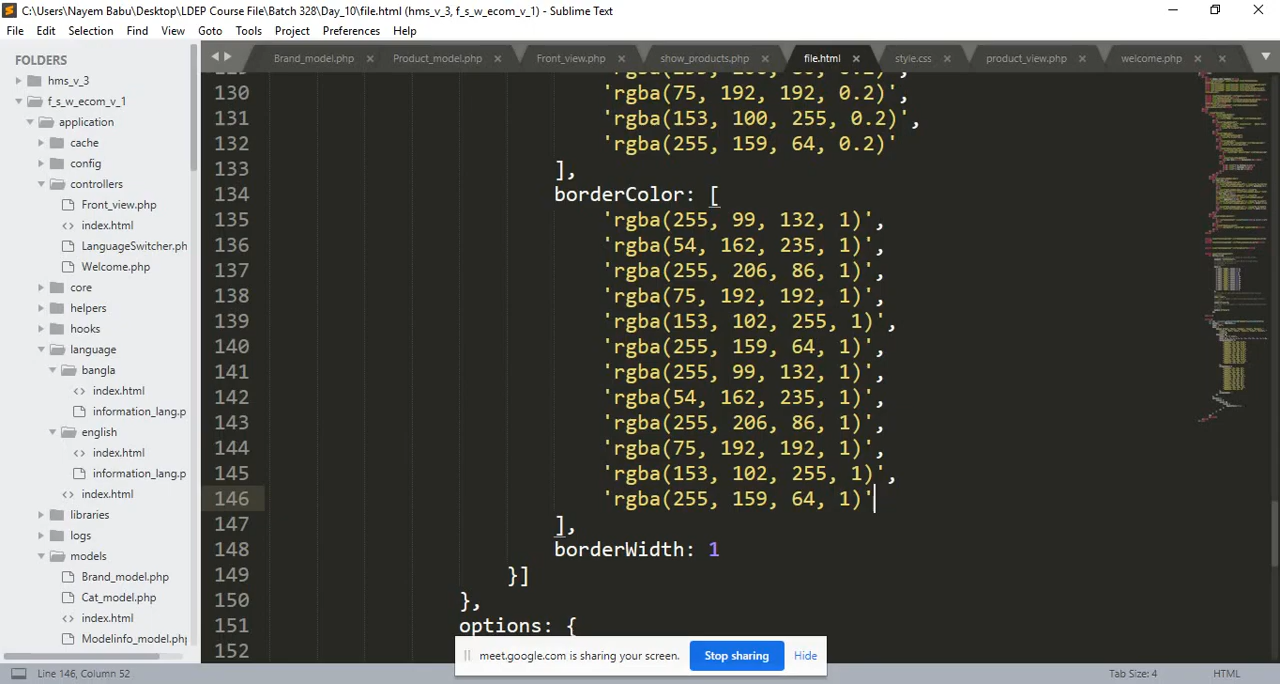 C:\Users\Nayem Babu\Desktop\LDEP Course File\Batch 328\Day_10\file.html (hms_v_3, f_s_w_ecom_v_1) - Sublime Text
File Edit Selection Find View Goto Tools Project Preferences Help
FOLDERS
hms_v_3
f_s_w_ecom_v_1
application
cache
config
controllers
Front_view.php
index.html
LanguageSwitcher.ph
Welcome.php
core
helpers
hooks
language
bangla
index.html
information_lang.p
english
index.html
information_lang.p
index.html
libraries
logs
models
Brand_model.php
Cat_model.php
index.html
Modelinfo_model.php
Brand_model.php Product_model.php Front_view.php show_products.php file.html style.css product_view.php welcome.php
130 'rgba(75, 192, 192, 0.2)',
131 'rgba(153, 100, 255, 0.2)',
132 'rgba(255, 159, 64, 0.2)'
133 ],
134 borderColor: [
135 'rgba(255, 99, 132, 1)',
136 'rgba(54, 162, 235, 1)',
137 'rgba(255, 206, 86, 1)',
138 'rgba(75, 192, 192, 1)',
139 'rgba(153, 102, 255, 1)',
140 'rgba(255, 159, 64, 1)',
141 'rgba(255, 99, 132, 1)',
142 'rgba(54, 162, 235, 1)',
143 'rgba(255, 206, 86, 1)',
144 'rgba(75, 192, 192, 1)',
145 'rgba(153, 102, 255, 1)',
146 'rgba(255, 159, 64, 1)'
147 ],
148 borderWidth: 1
149 }]
150 },
151 options: {
152
meet.google.com is sharing your screen. Stop sharing Hide
Line 146, Column 52 Tab Size: 4 HTML